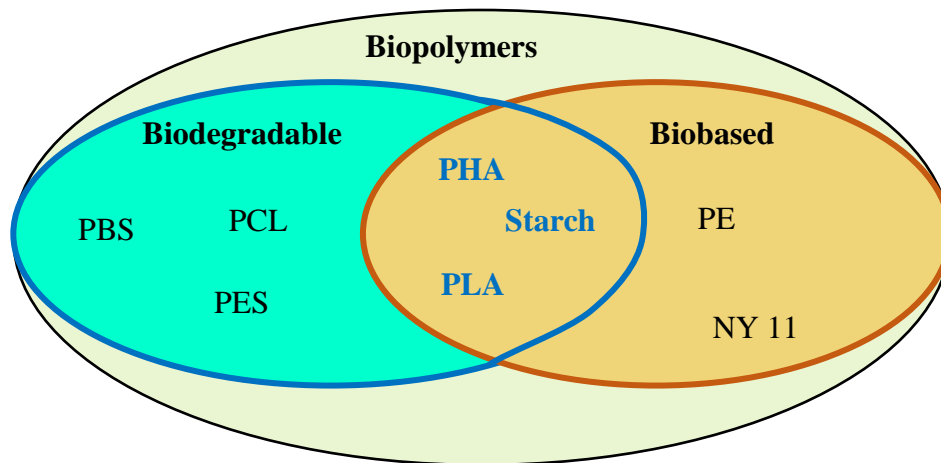 Biopolymers
Biodegradable
Biobased
PHA
PBS
PCL
Starch
PE
PES
PLA
NY 11